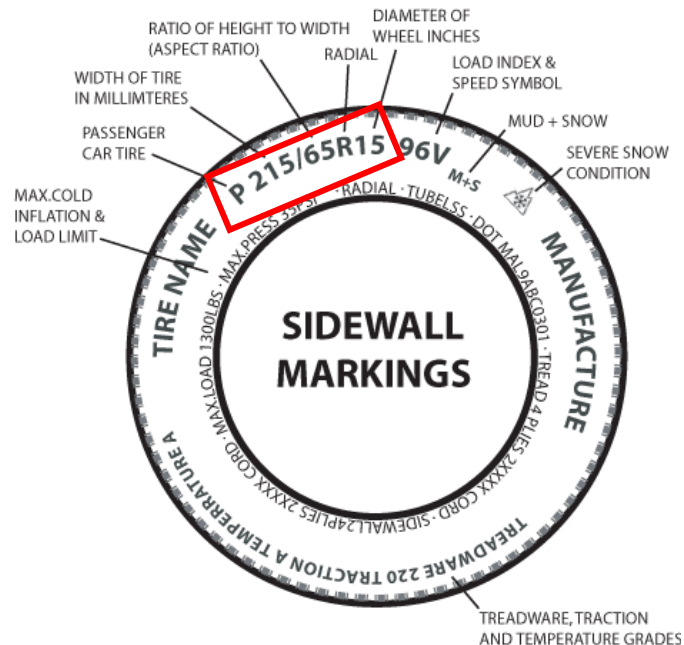 RATIO OF HEIGHT TO WIDTH
(ASPECT RATIO)
RADIAL
DIAMETER OF
WHEEL INCHES
WIDTH OF TIRE
IN MILLIMTERES
LOAD INDEX &
SPEED SYMBOL
PASSENGER
CAR TIRE
MUD + SNOW
SEVERE SNOW
CONDITION
MAX.COLD
INFLATION &
LOAD LIMIT
P 215/65R15 96V
M+S
TIRE NAME
MANUFACTURE
TREADWARE 220 TRACTION A TEMPERRATURE A
MAX.LOAD 1300LBS · MAX.PRESS 35PSI · RADIAL · TUBELSS · DOT MAL9ABC0301 · TREAD 4 PLIES 2XXXX CORD · SIDEWALL24PLIES 2XXXX CORD ·
SIDEWALL
MARKINGS
TREADWARE,TRACTION
AND TEMPERATURE GRADES